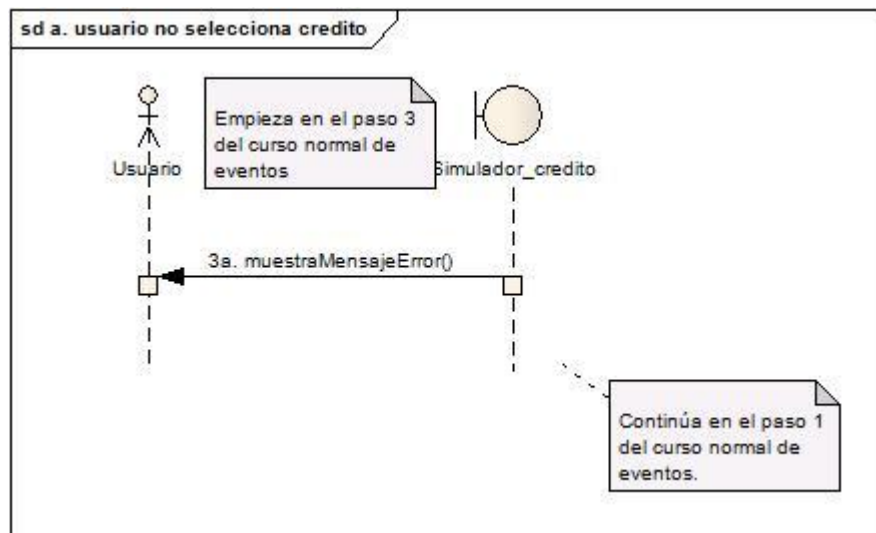 sd a. usuario no selecciona credito
Empieza en el paso 3
del curso normal de
eventos
Usuario
Simulador_credito
3a. muestraMensajeError()
Continúa en el paso 1
del curso normal de
eventos.